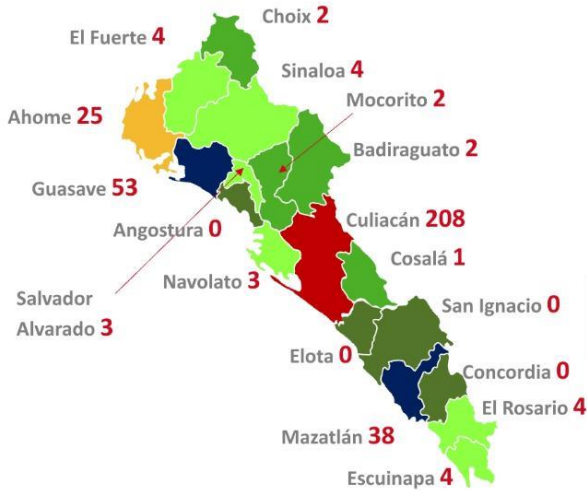 Choix 2
El Fuerte 4
Sinaloa 4
Mocorito 2
Ahome 25
Badiraguato 2
Guasave 53
Culiacán 208
Angostura 0
Cosalá 1
Navolato 3
Salvador
Alvarado 3
San Ignacio 0
Elota 0
Concordia 0
El Rosario 4
Mazatlán 38
Escuinapa 4